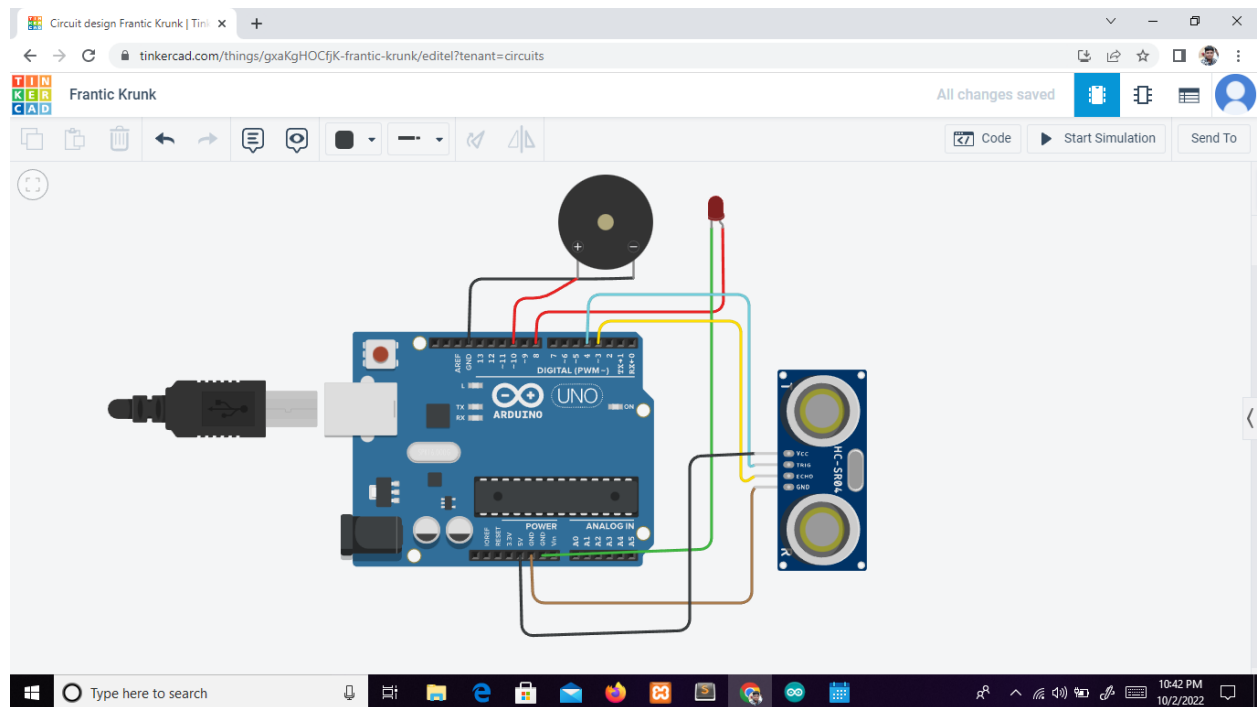 Circuit design Frantic Krunk | Tin
tinkercad.com/things/gxaKgHOCfjK-frantic-krunk/editel?tenant=circuits
TIN
KER
CAD
Frantic Krunk
All changes saved
Code
Start Simulation
Send To
+ −
AREF
GND
13
12
~11
~10
~9
8
7
~6
~5
4
~3
2
TX→1
RX←0
DIGITAL (PWM~)
L
TX
RX
ARDUINO
UNO
ON
POWER
ANALOG IN
IOREF
RESET
3.3V
5V
GND
GND
Vin
A0
A1
A2
A3
A4
A5
T
VCC
TRIG
ECHO
GND
HC-SR04
R
Type here to search
10:42 PM
10/2/2022